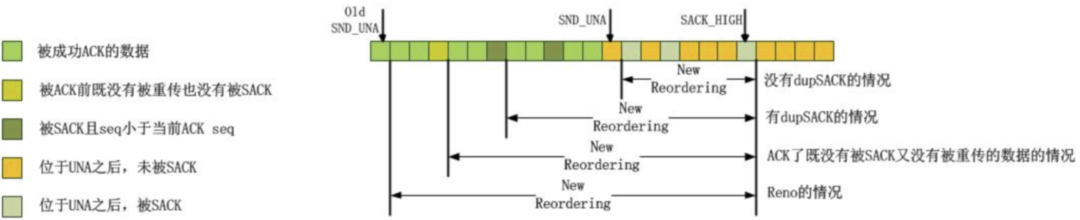 Old
SND_UNA
SND_UNA
SACK_HIGH
被成功ACK的数据
被ACK前既没有被重传也没有被SACK
被SACK且seq小于当前ACK seq
位于UNA之后，未被SACK
位于UNA之后，被SACK
New
Reordering
没有dupSACK的情况
New
Reordering
有dupSACK的情况
New
Reordering
ACK了既没有被SACK又没有被重传的数据的情况
New
Reordering
Reno的情况